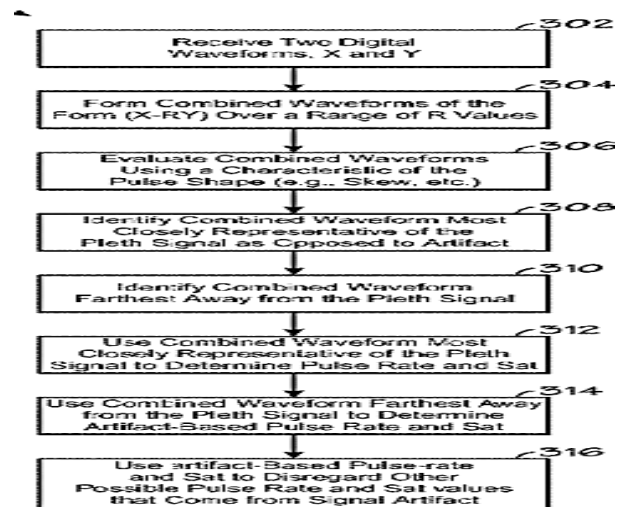 302
Receive Two Digital
Waveforms, X and Y
304
Form Combined Waveforms of the
Form (X-RY) Over a Range of R Values
306
Evaluate Combined Waveforms
Using a Characteristic of the
Pulse Shape (e.g., Skew, etc.)
308
Identify Combined Waveform Most
Closely Representative of the
Pleth Signal as Opposed to Artifact
310
Identify Combined Waveform
Farthest Away from the Pleth Signal
312
Use Combined Waveform Most
Closely Representative of the Pleth
Signal to Determine Pulse Rate and Sat
314
Use Combined Waveform Farthest Away
from the Pleth Signal to Determine
Artifact-Based Pulse Rate and Sat
316
Use artifact-Based Pulse-rate
and Sat to Disregard Other
Possible Pulse Rate and Sat values
that Come from Signal Artifact